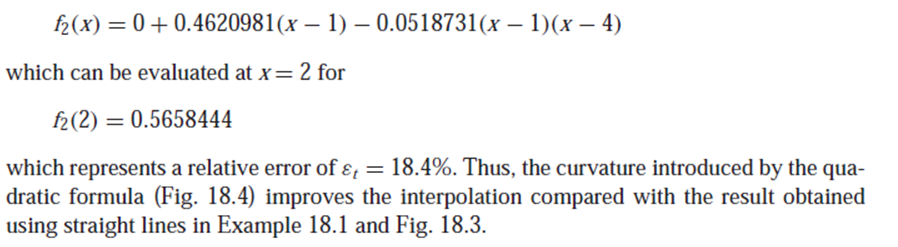 f₂(x) = 0 + 0.4620981(x − 1) − 0.0518731(x − 1)(x − 4)
which can be evaluated at x = 2 for
f₂(2) = 0.5658444
which represents a relative error of εₜ = 18.4%. Thus, the curvature introduced by the qua-
dratic formula (Fig. 18.4) improves the interpolation compared with the result obtained
using straight lines in Example 18.1 and Fig. 18.3.